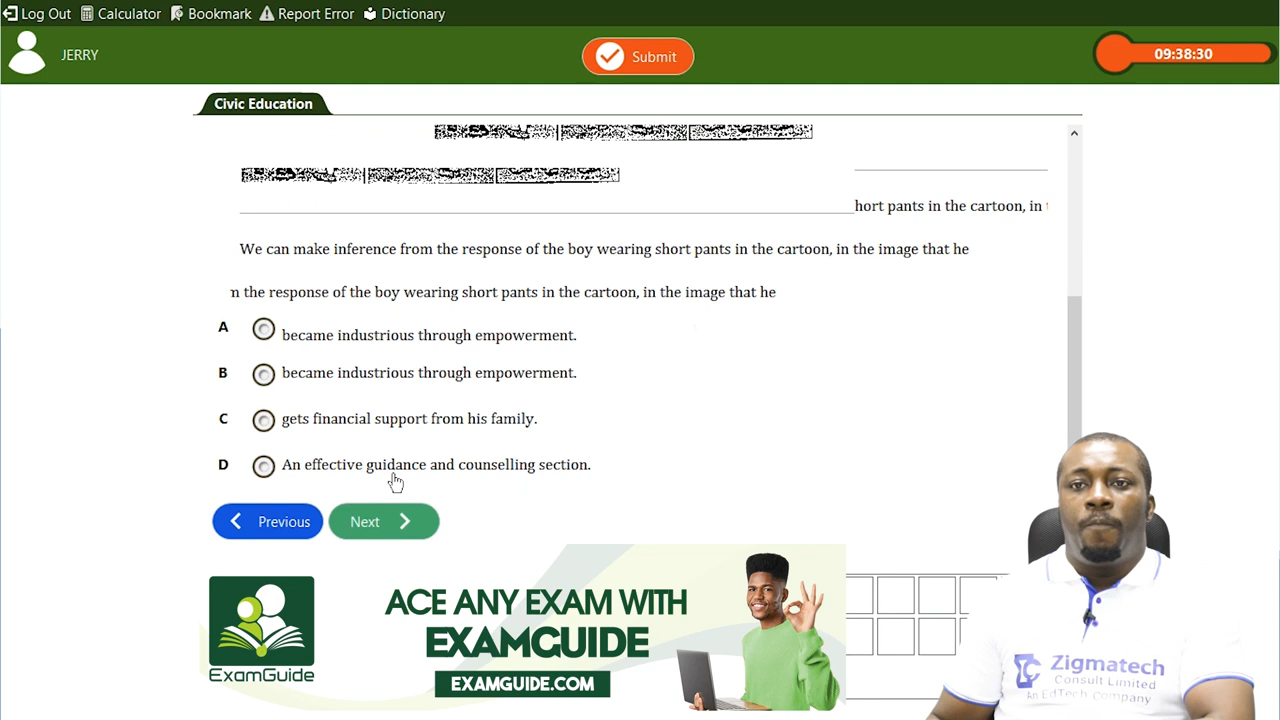 Log Out Calculator Bookmark Report Error Dictionary
JERRY
Submit
09:38:30
Civic Education
hort pants in the cartoon, in
We can make inference from the response of the boy wearing short pants in the cartoon, in the image that he
n the response of the boy wearing short pants in the cartoon, in the image that he
A became industrious through empowerment.
B became industrious through empowerment.
C gets financial support from his family.
D An effective guidance and counselling section.
Previous Next
ACE ANY EXAM WITH
EXAMGUIDE
EXAMGUIDE.COM
ExamGuide
Zigmatech
Consult Limited
An EdTech Company